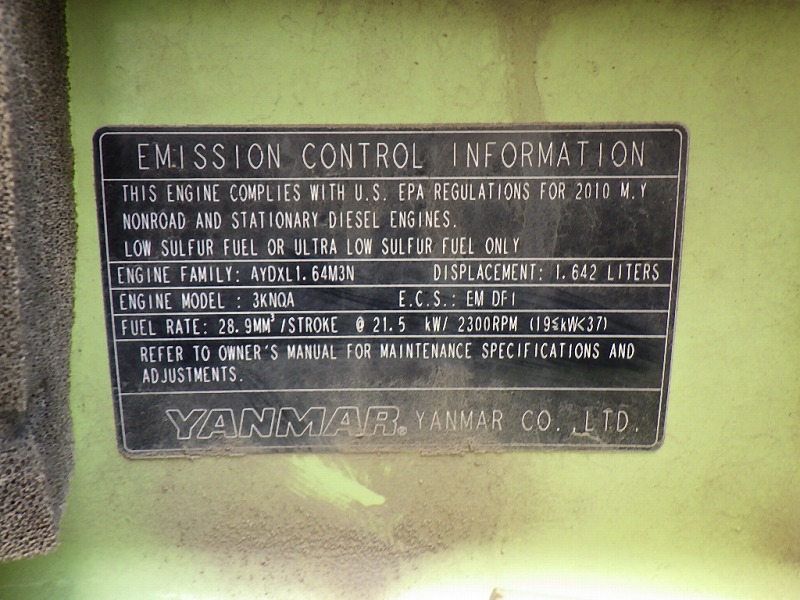 EMISSION CONTROL INFORMATION
THIS ENGINE COMPLIES WITH U.S. EPA REGULATIONS FOR 2010 M.Y
NONROAD AND STATIONARY DIESEL ENGINES.
LOW SULFUR FUEL OR ULTRA LOW SULFUR FUEL ONLY
ENGINE FAMILY: AYDXL1.64M3N DISPLACEMENT: 1.642 LITERS
ENGINE MODEL : 3KNQA E.C.S.: EM DFI
FUEL RATE: 28.9MM³/STROKE @ 21.5 kW/ 2300RPM (19≦kW<37)
REFER TO OWNER'S MANUAL FOR MAINTENANCE SPECIFICATIONS AND
ADJUSTMENTS.
YANMAR® YANMAR CO.,LTD.